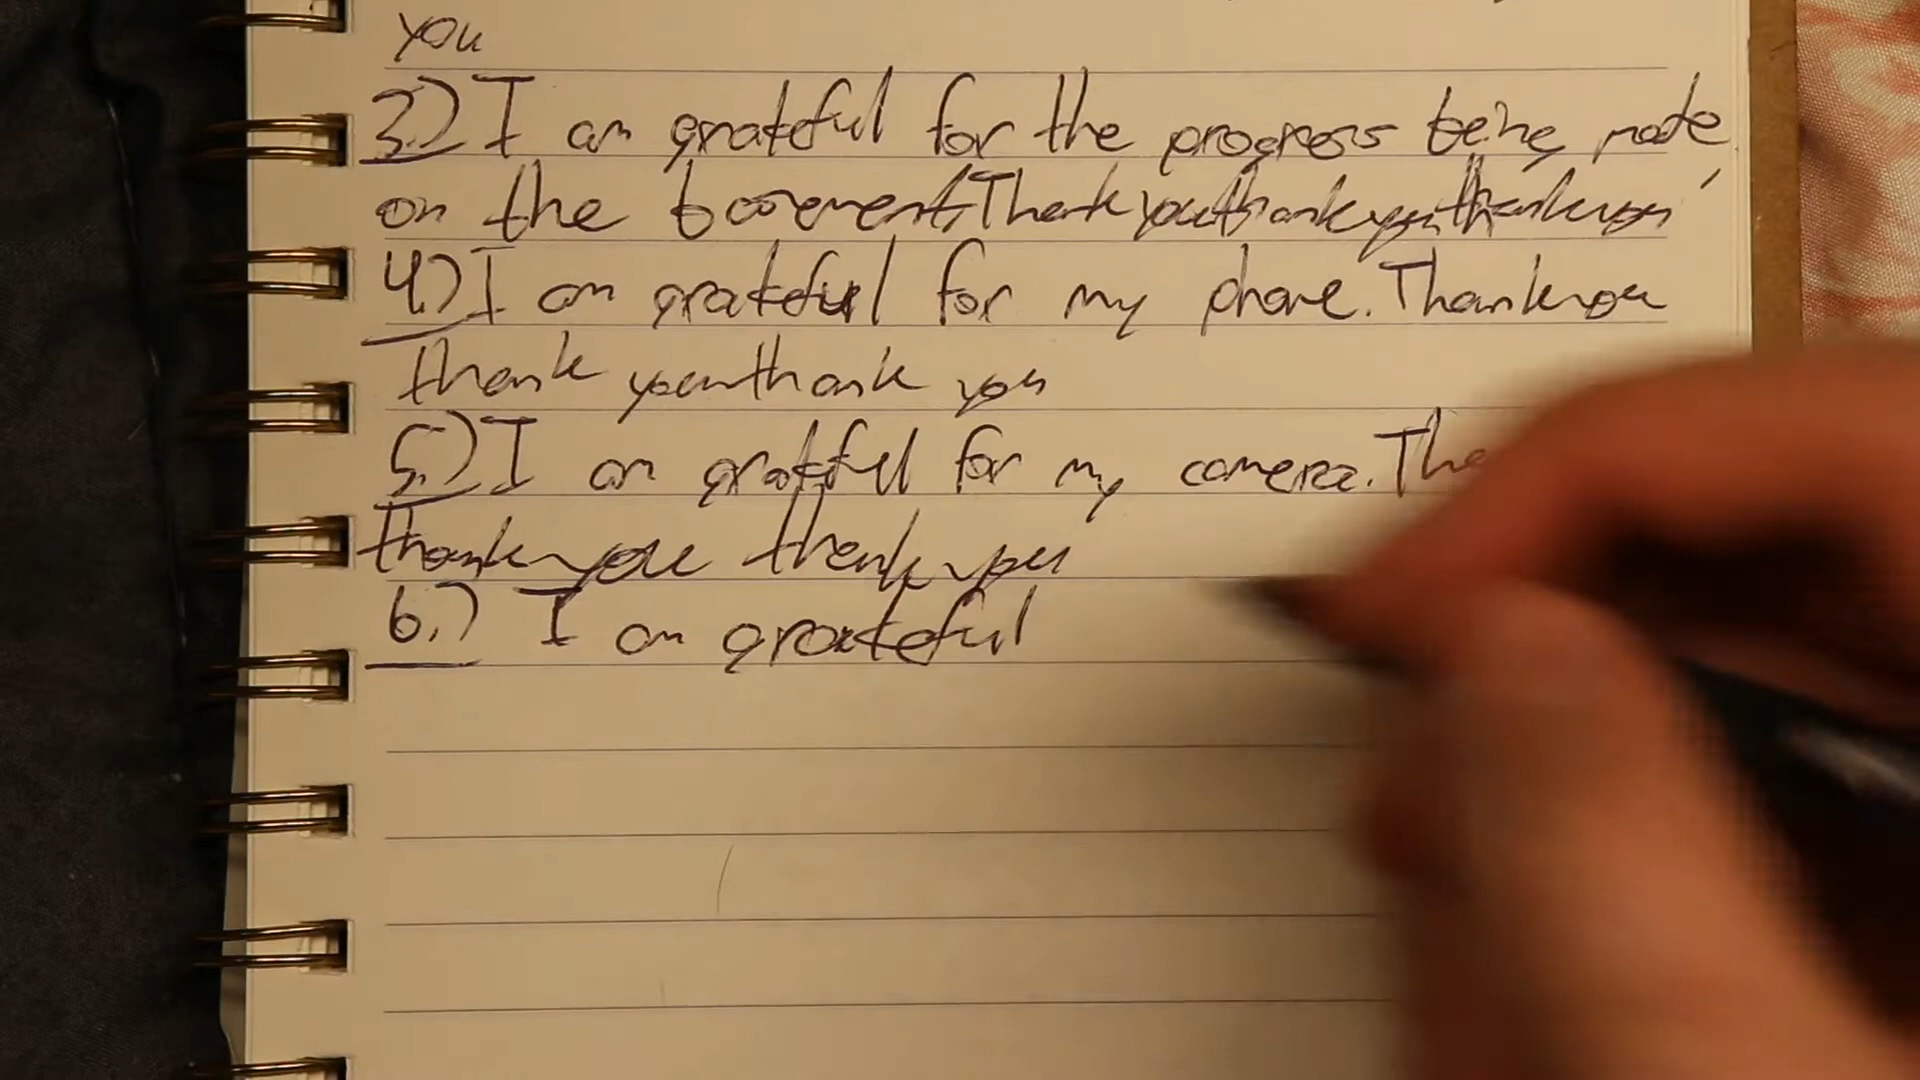 you
3.) I am grateful for the progress being made
on the basement. Thank you thank you thank you
4.) I am grateful for my phone. Thank you
thank you thank you
5.) I am grateful for my camera.
thank you thank you
6.) I am grateful